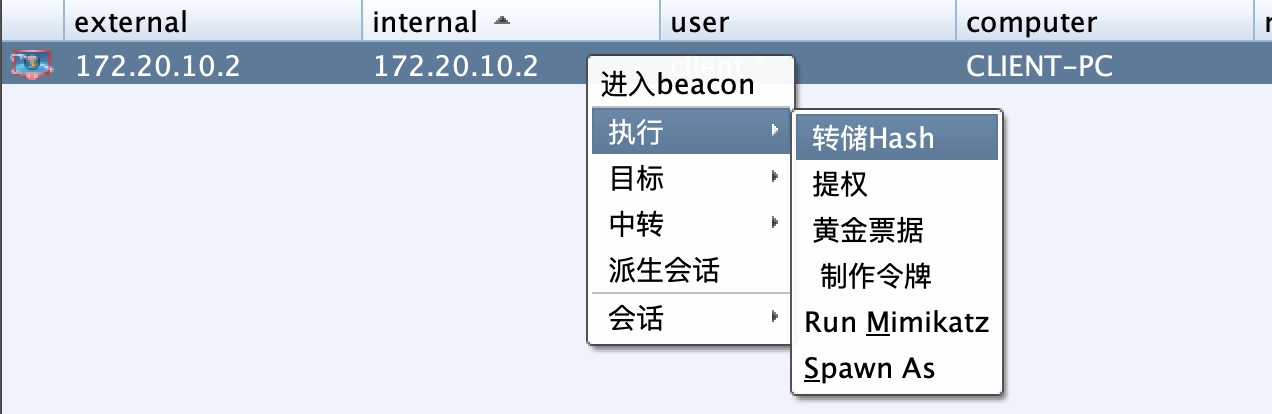 external internal user computer
172.20.10.2 172.20.10.2 client * CLIENT-PC
进入beacon
执行
目标
中转
派生会话
会话
转储Hash
提权
黄金票据
制作令牌
Run Mimikatz
Spawn As